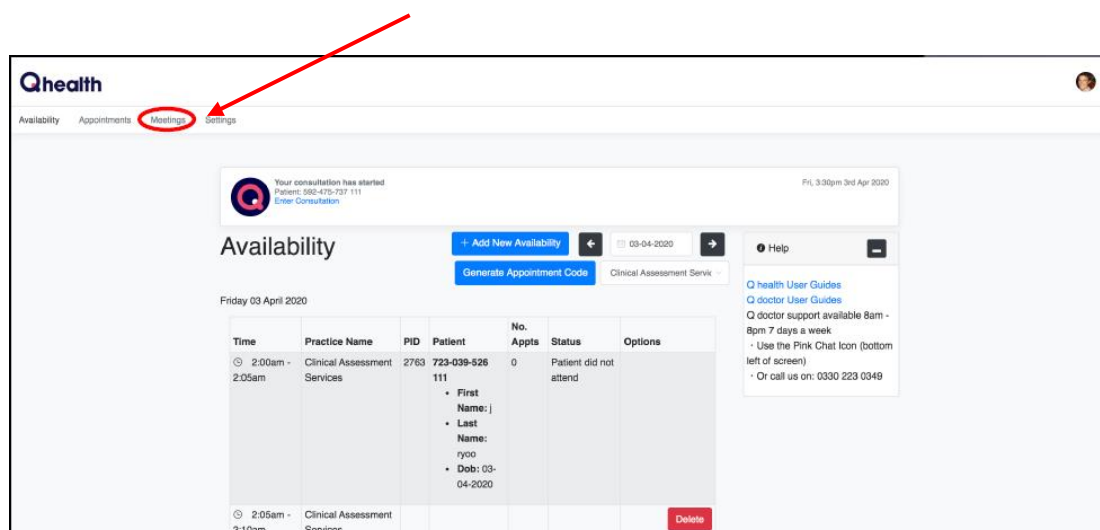 Qhealth
Availability Appointments Meetings Settings
Your consultation has started
Patient: 592-475-737 111
Enter Consultation
Fri, 3:30pm 3rd Apr 2020
Availability
+ Add New Availability
03-04-2020
Generate Appointment Code
Clinical Assessment Servic
Friday 03 April 2020
Time Practice Name PID Patient No. Appts Status Options
2:00am - 2:05am
Clinical Assessment Services
2763
723-039-526 111
• First Name: j
• Last Name: ryoo
• Dob: 03-04-2020
0
Patient did not attend
2:05am -
2:10am
Clinical Assessment
Services
Delete
Help
Q health User Guides
Q doctor User Guides
Q doctor support available 8am -
8pm 7 days a week
· Use the Pink Chat Icon (bottom
left of screen)
· Or call us on: 0330 223 0349